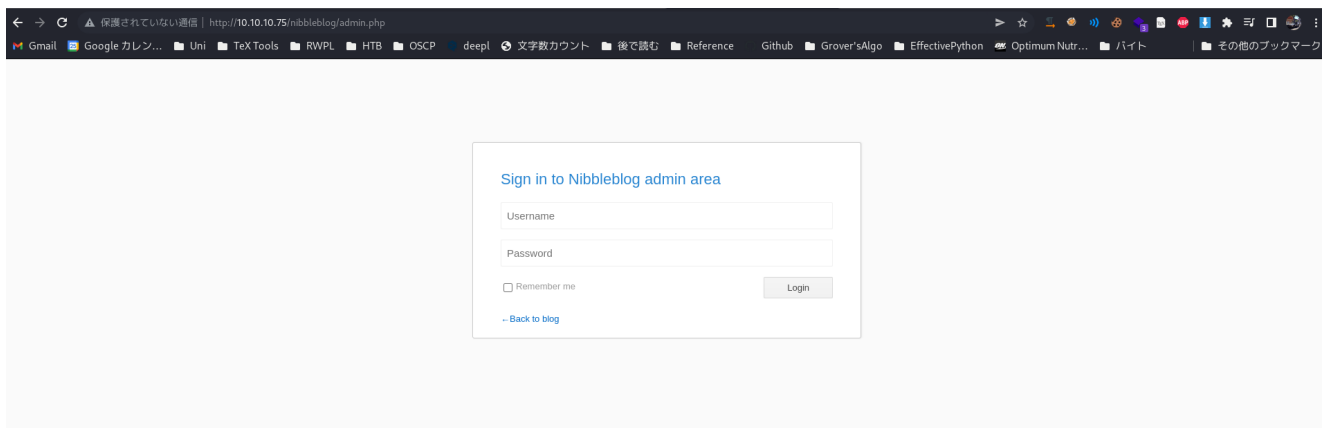 保護されていない通信 | http://10.10.10.75/nibbleblog/admin.php
Gmail Google カレン... Uni TeX Tools RWPL HTB OSCP deepl 文字数カウント 後で読む Reference Github Grover'sAlgo EffectivePython Optimum Nutr... バイト その他のブックマーク
Sign in to Nibbleblog admin area
Username
Password
Remember me
Login
←Back to blog